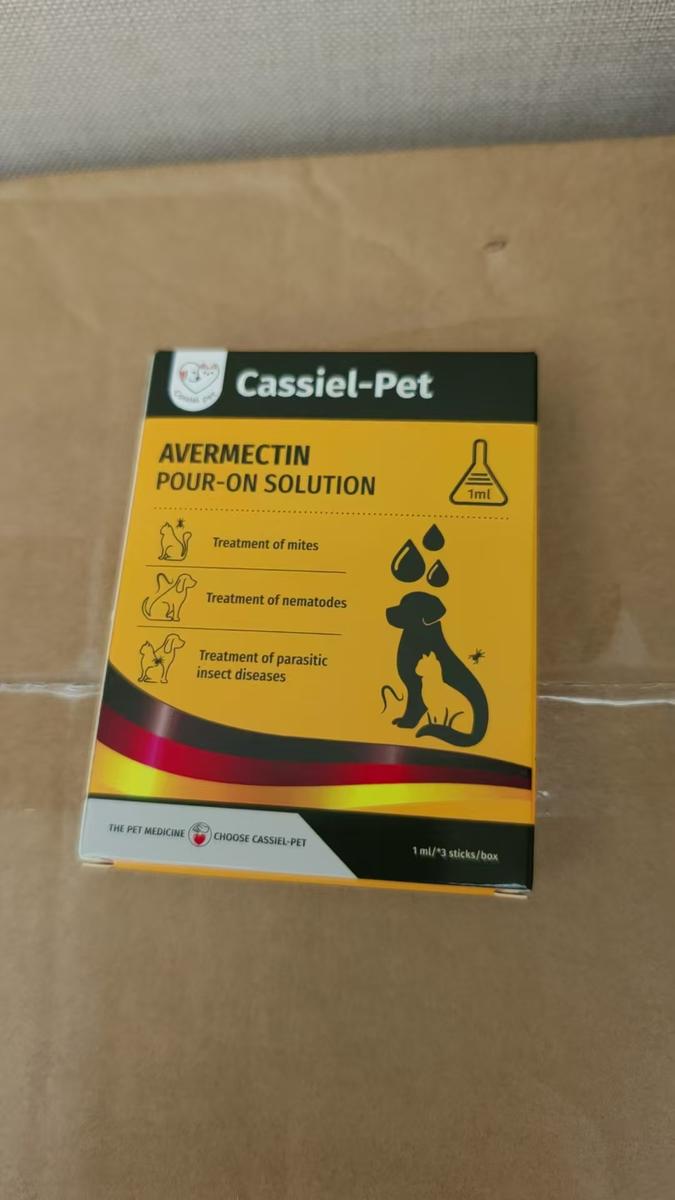 Cassiel-Pet
AVERMECTIN
POUR-ON SOLUTION
1ml
Treatment of mites
Treatment of nematodes
Treatment of parasitic
insect diseases
THE PET MEDICINE CHOOSE CASSIEL-PET
1 ml/*3 sticks/box